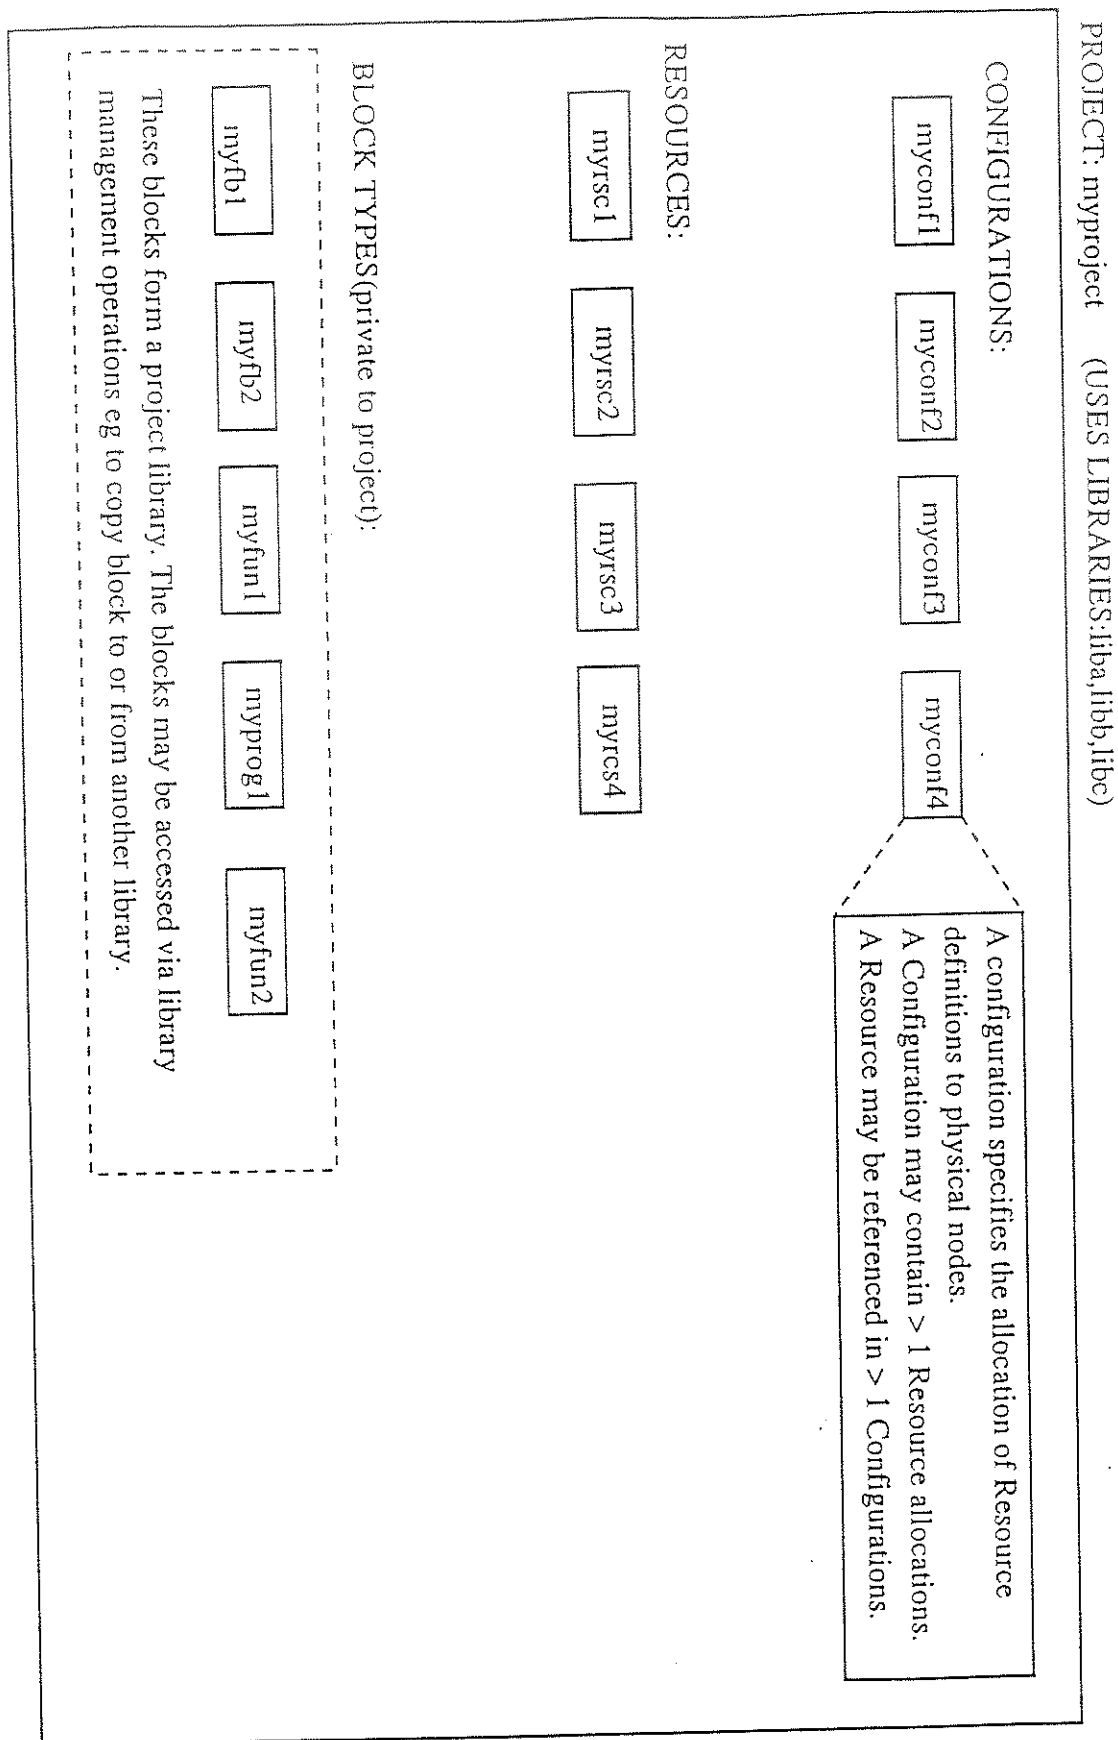 PROJECT: myproject (USES LIBRARIES:liba,libb,libc)
CONFIGURATIONS:
myconf1 myconf2 myconf3 myconf4
A configuration specifies the allocation of Resource
definitions to physical nodes.
A Configuration may contain > 1 Resource allocations.
A Resource may be referenced in > 1 Configurations.
RESOURCES:
myrsc1 myrsc2 myrsc3 myrcs4
BLOCK TYPES(private to project):
myfb1 myfb2 myfun1 myprog1 myfun2
These blocks form a project library. The blocks may be accessed via library
management operations eg to copy block to or from another library.